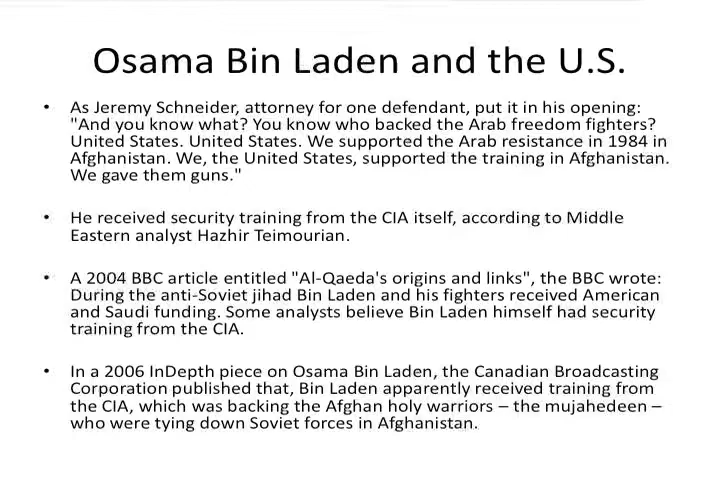 Osama Bin Laden and the U.S.
• As Jeremy Schneider, attorney for one defendant, put it in his opening:
"And you know what? You know who backed the Arab freedom fighters?
United States. United States. We supported the Arab resistance in 1984 in
Afghanistan. We, the United States, supported the training in Afghanistan.
We gave them guns."
• He received security training from the CIA itself, according to Middle
Eastern analyst Hazhir Teimourian.
• A 2004 BBC article entitled "Al-Qaeda's origins and links", the BBC wrote:
During the anti-Soviet jihad Bin Laden and his fighters received American
and Saudi funding. Some analysts believe Bin Laden himself had security
training from the CIA.
• In a 2006 InDepth piece on Osama Bin Laden, the Canadian Broadcasting
Corporation published that, Bin Laden apparently received training from
the CIA, which was backing the Afghan holy warriors – the mujahedeen –
who were tying down Soviet forces in Afghanistan.